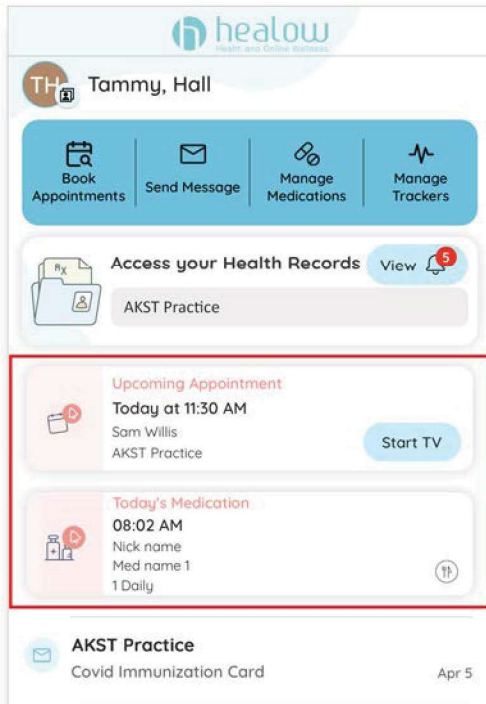 healow
Health and Online Wellness
TH
Tammy, Hall
Book
Appointments
Send Message
Manage
Medications
Manage
Trackers
Rx
Access your Health Records
View
5
AKST Practice
Upcoming Appointment
Today at 11:30 AM
Sam Willis
AKST Practice
Start TV
Today's Medication
08:02 AM
Nick name
Med name 1
1 Daily
AKST Practice
Covid Immunization Card
Apr 5